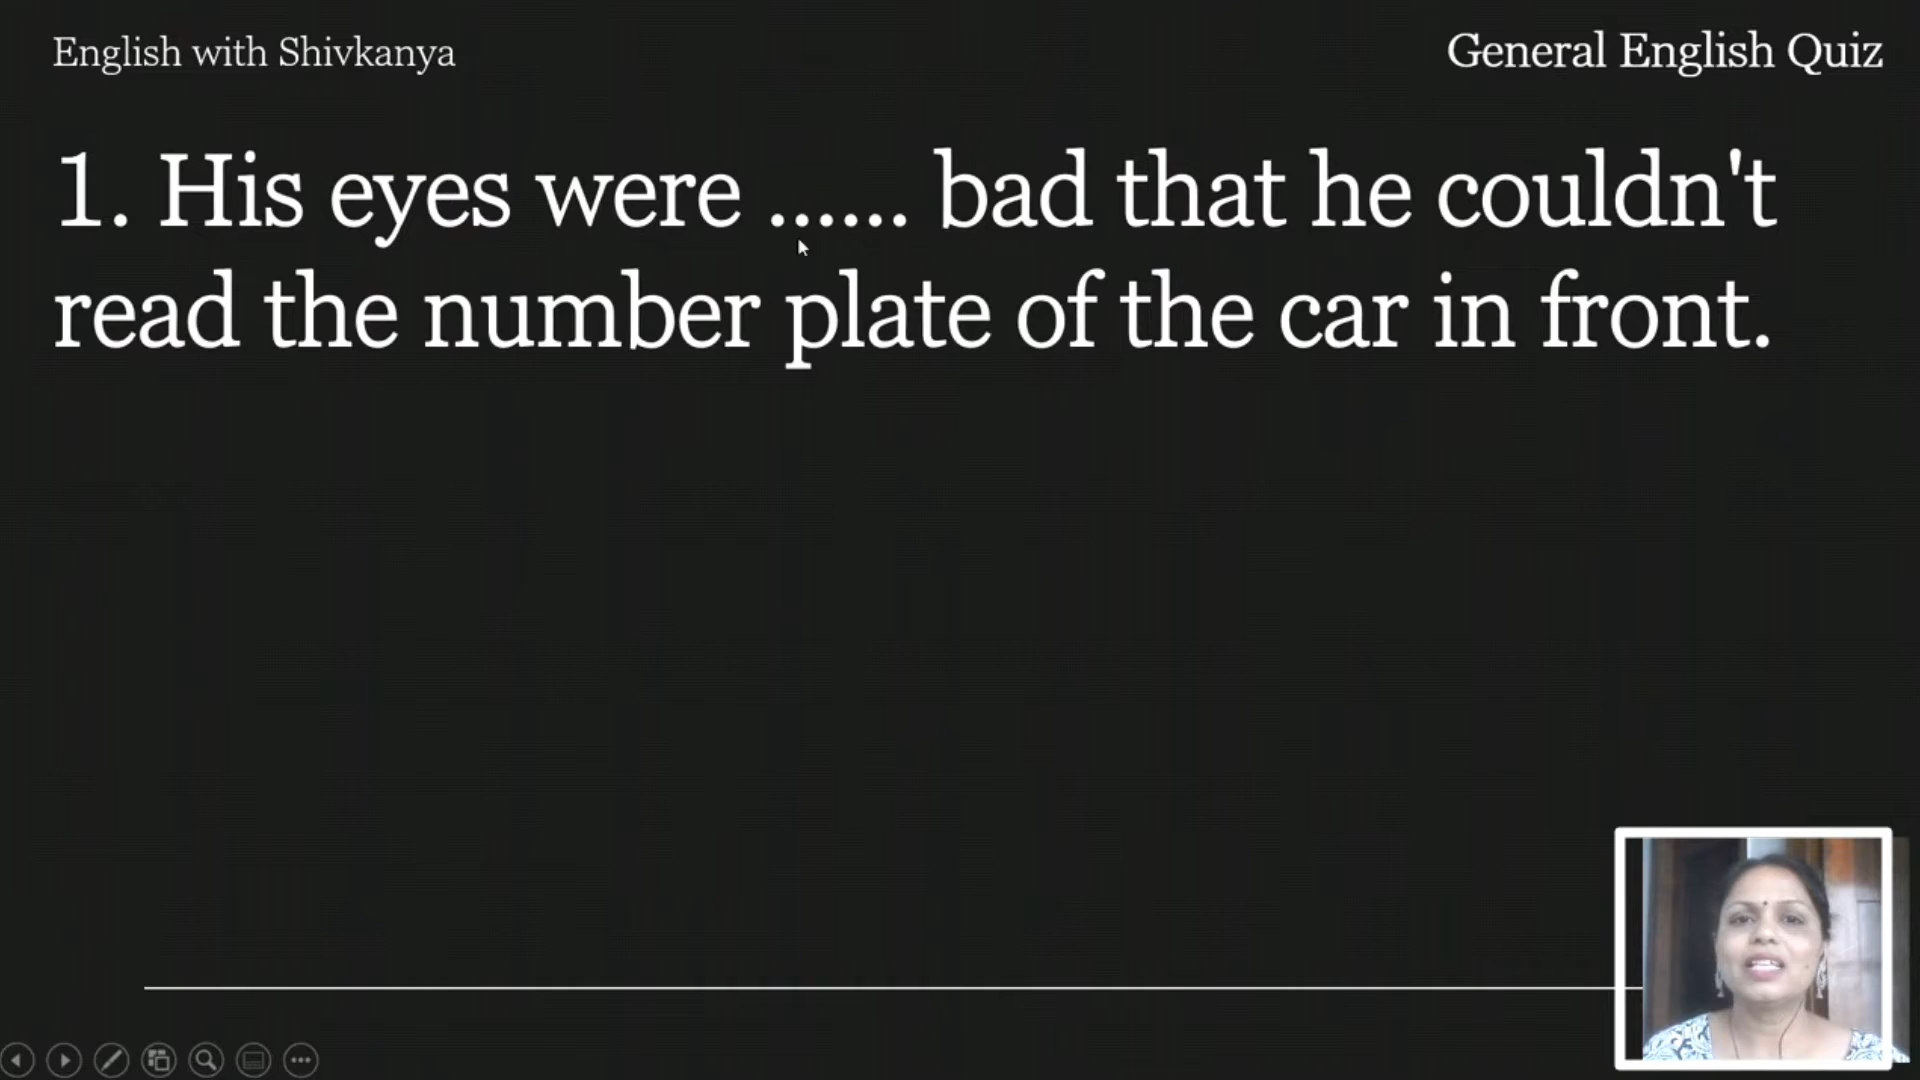 English with Shivkanya
General English Quiz
1. His eyes were ...... bad that he couldn't
read the number plate of the car in front.